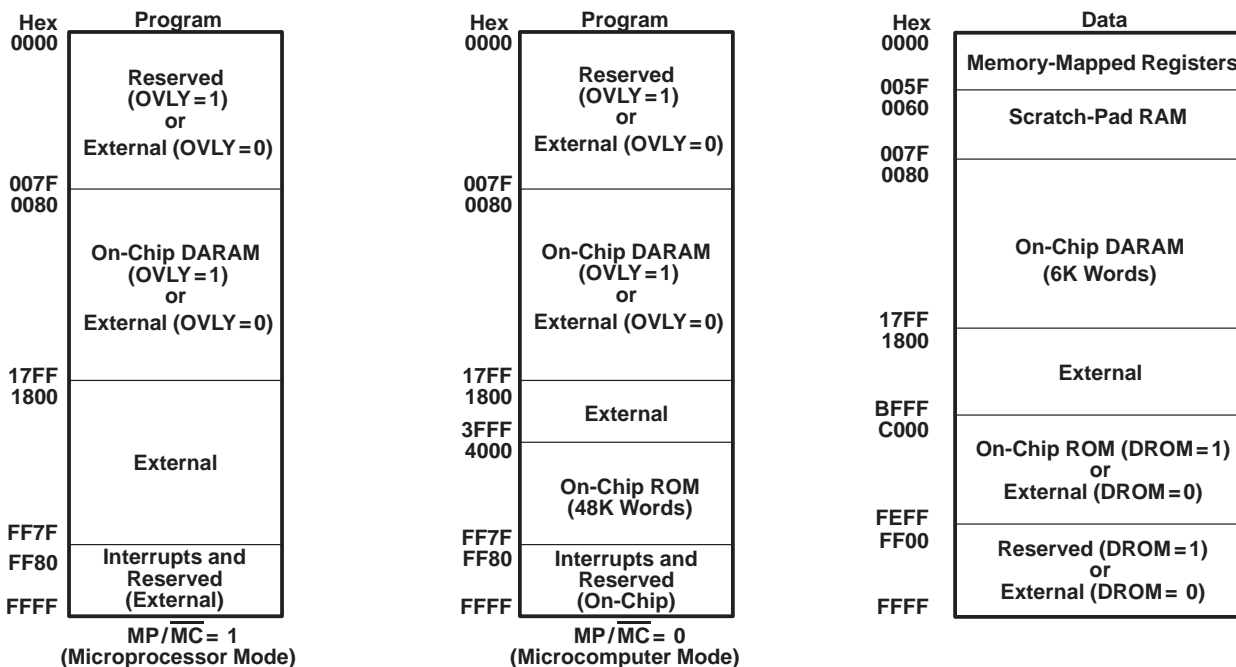 Hex Program
0000
Reserved
(OVLY = 1)
or
External (OVLY = 0)
007F
0080
On-Chip DARAM
(OVLY = 1)
or
External (OVLY = 0)
17FF
1800
External
FF7F
FF80
Interrupts and
Reserved
(External)
FFFF
MP/MC = 1
(Microprocessor Mode)
Hex Program
0000
Reserved
(OVLY = 1)
or
External (OVLY = 0)
007F
0080
On-Chip DARAM
(OVLY = 1)
or
External (OVLY = 0)
17FF
1800
External
3FFF
4000
On-Chip ROM
(48K Words)
FF7F
FF80
Interrupts and
Reserved
(On-Chip)
FFFF
MP/MC = 0
(Microcomputer Mode)
Hex Data
0000
Memory-Mapped Registers
005F
0060
Scratch-Pad RAM
007F
0080
On-Chip DARAM
(6K Words)
17FF
1800
External
BFFF
C000
On-Chip ROM (DROM = 1)
or
External (DROM = 0)
FEFF
FF00
Reserved (DROM = 1)
or
External (DROM = 0)
FFFF